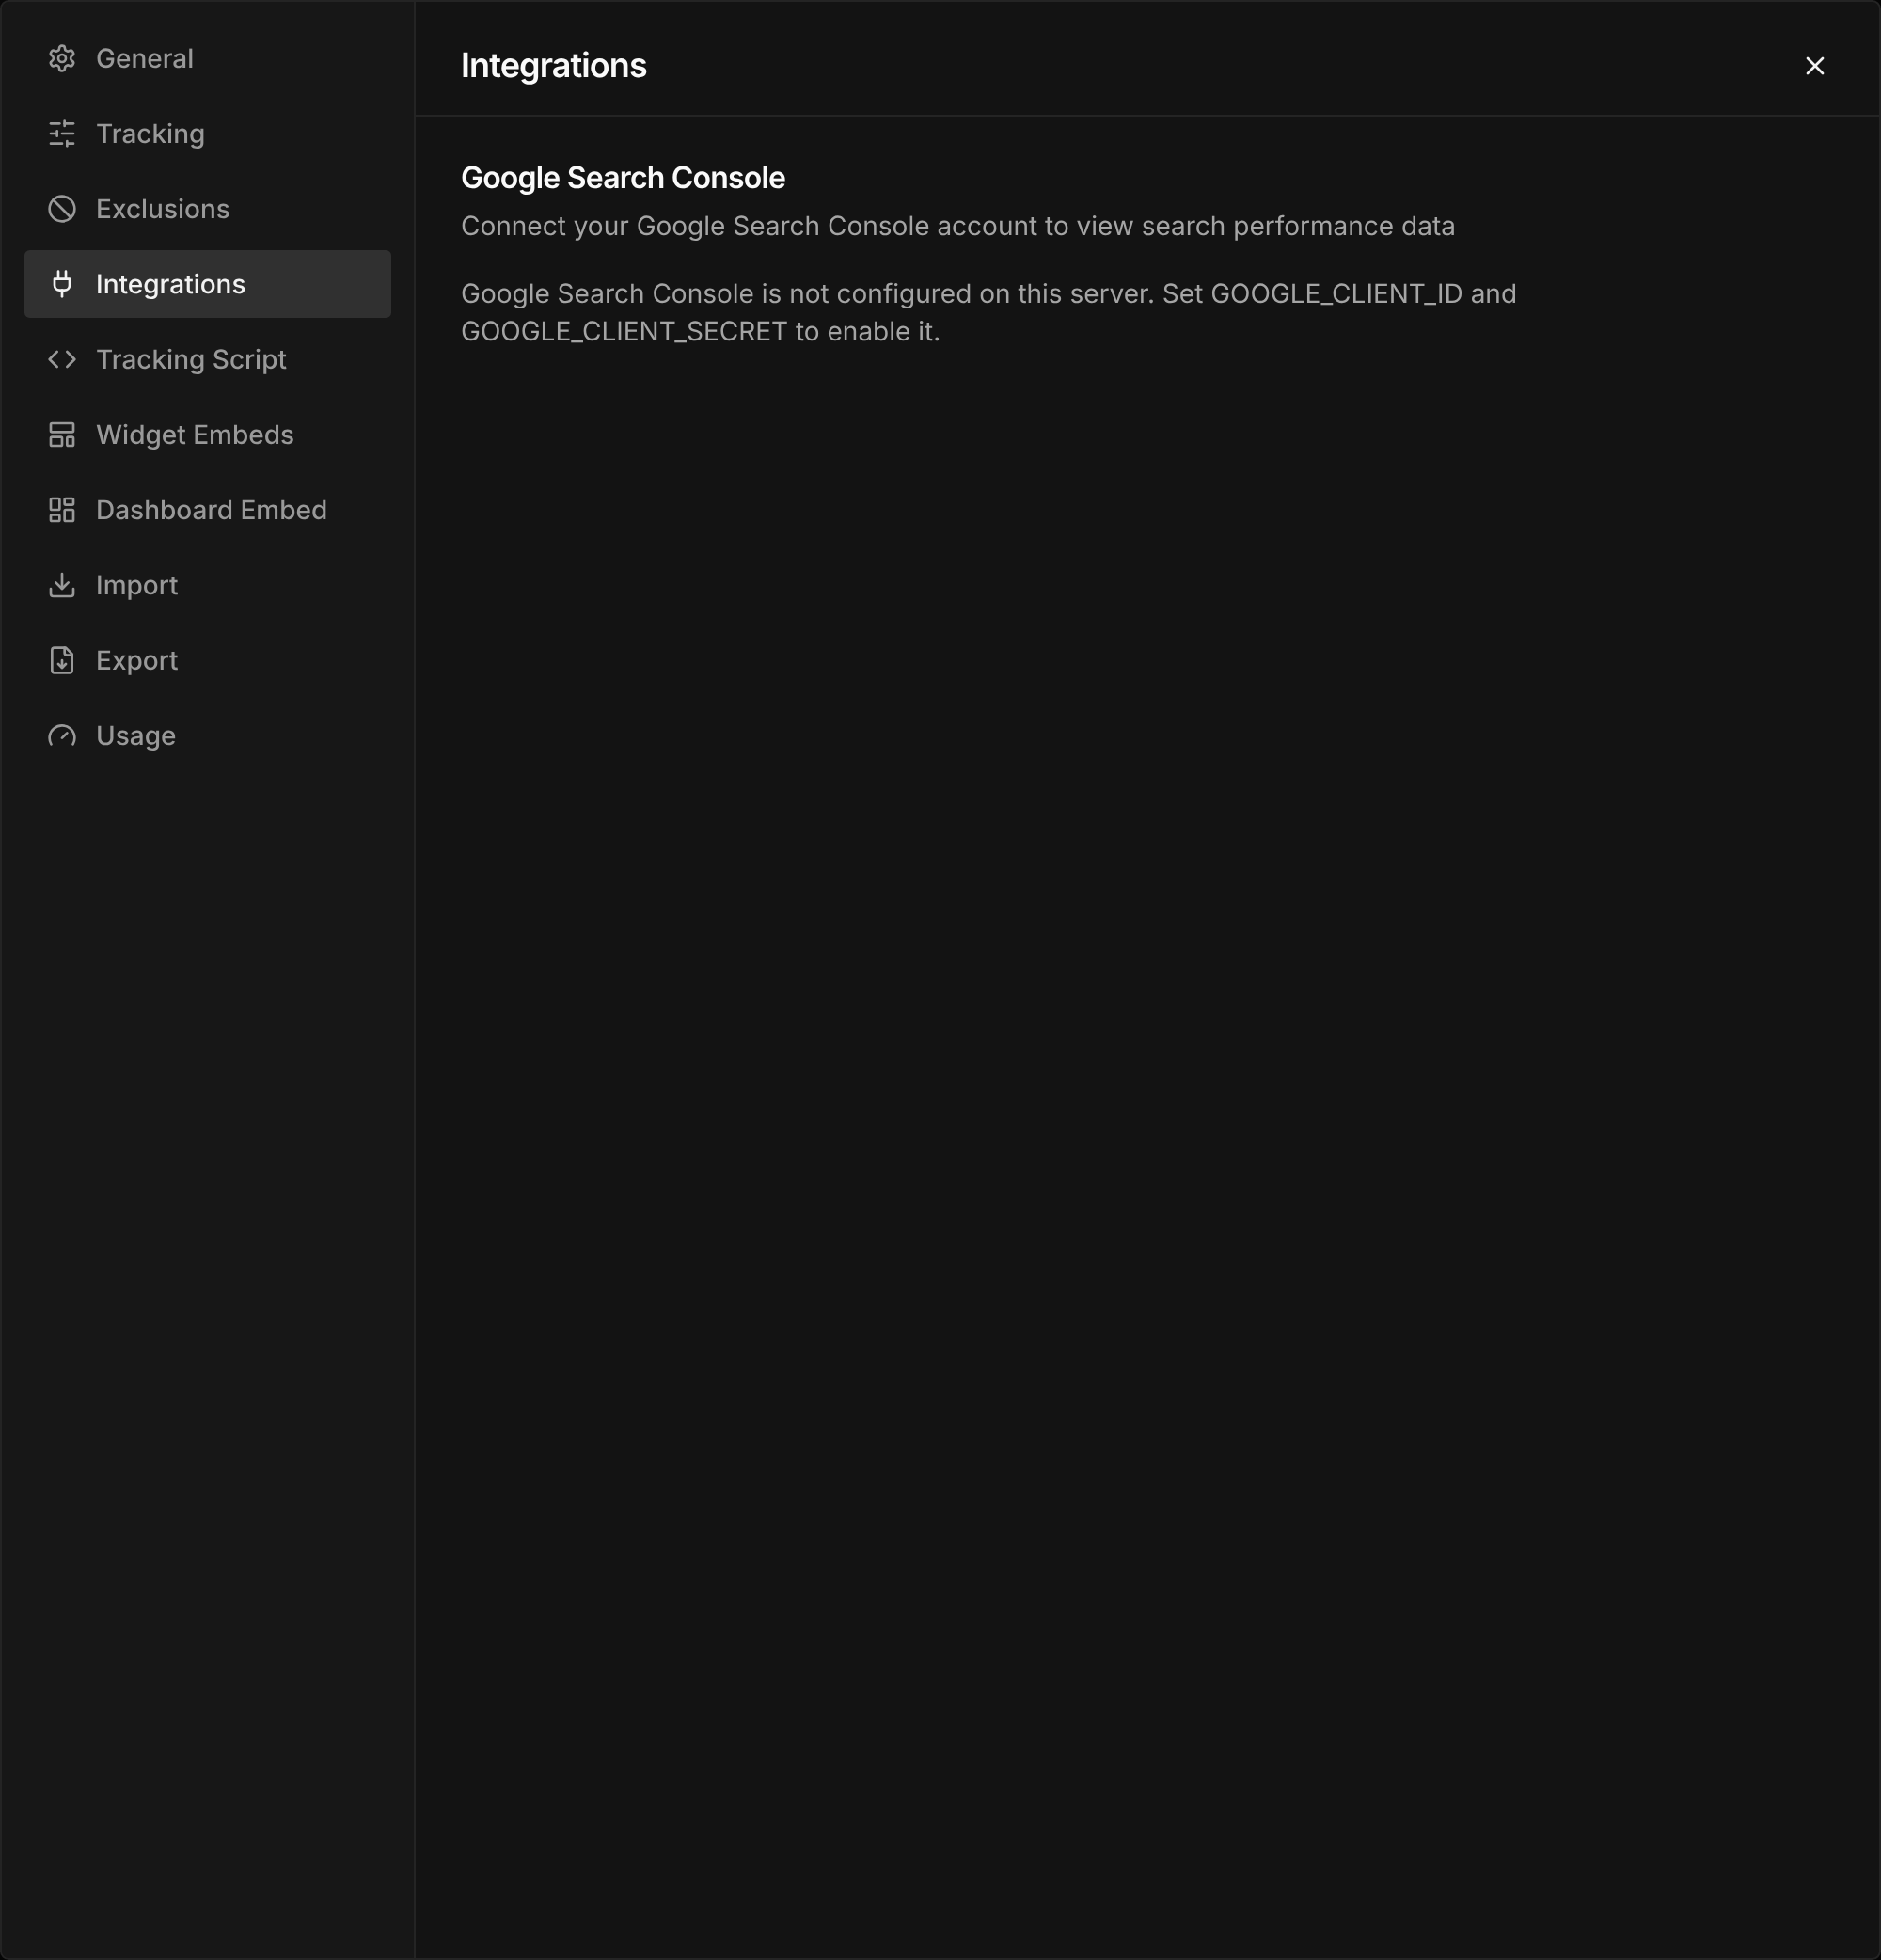 General
Tracking
Exclusions
Integrations
Tracking Script
Widget Embeds
Dashboard Embed
Import
Export
Usage
Integrations
Google Search Console
Connect your Google Search Console account to view search performance data
Google Search Console is not configured on this server. Set GOOGLE_CLIENT_ID and
GOOGLE_CLIENT_SECRET to enable it.